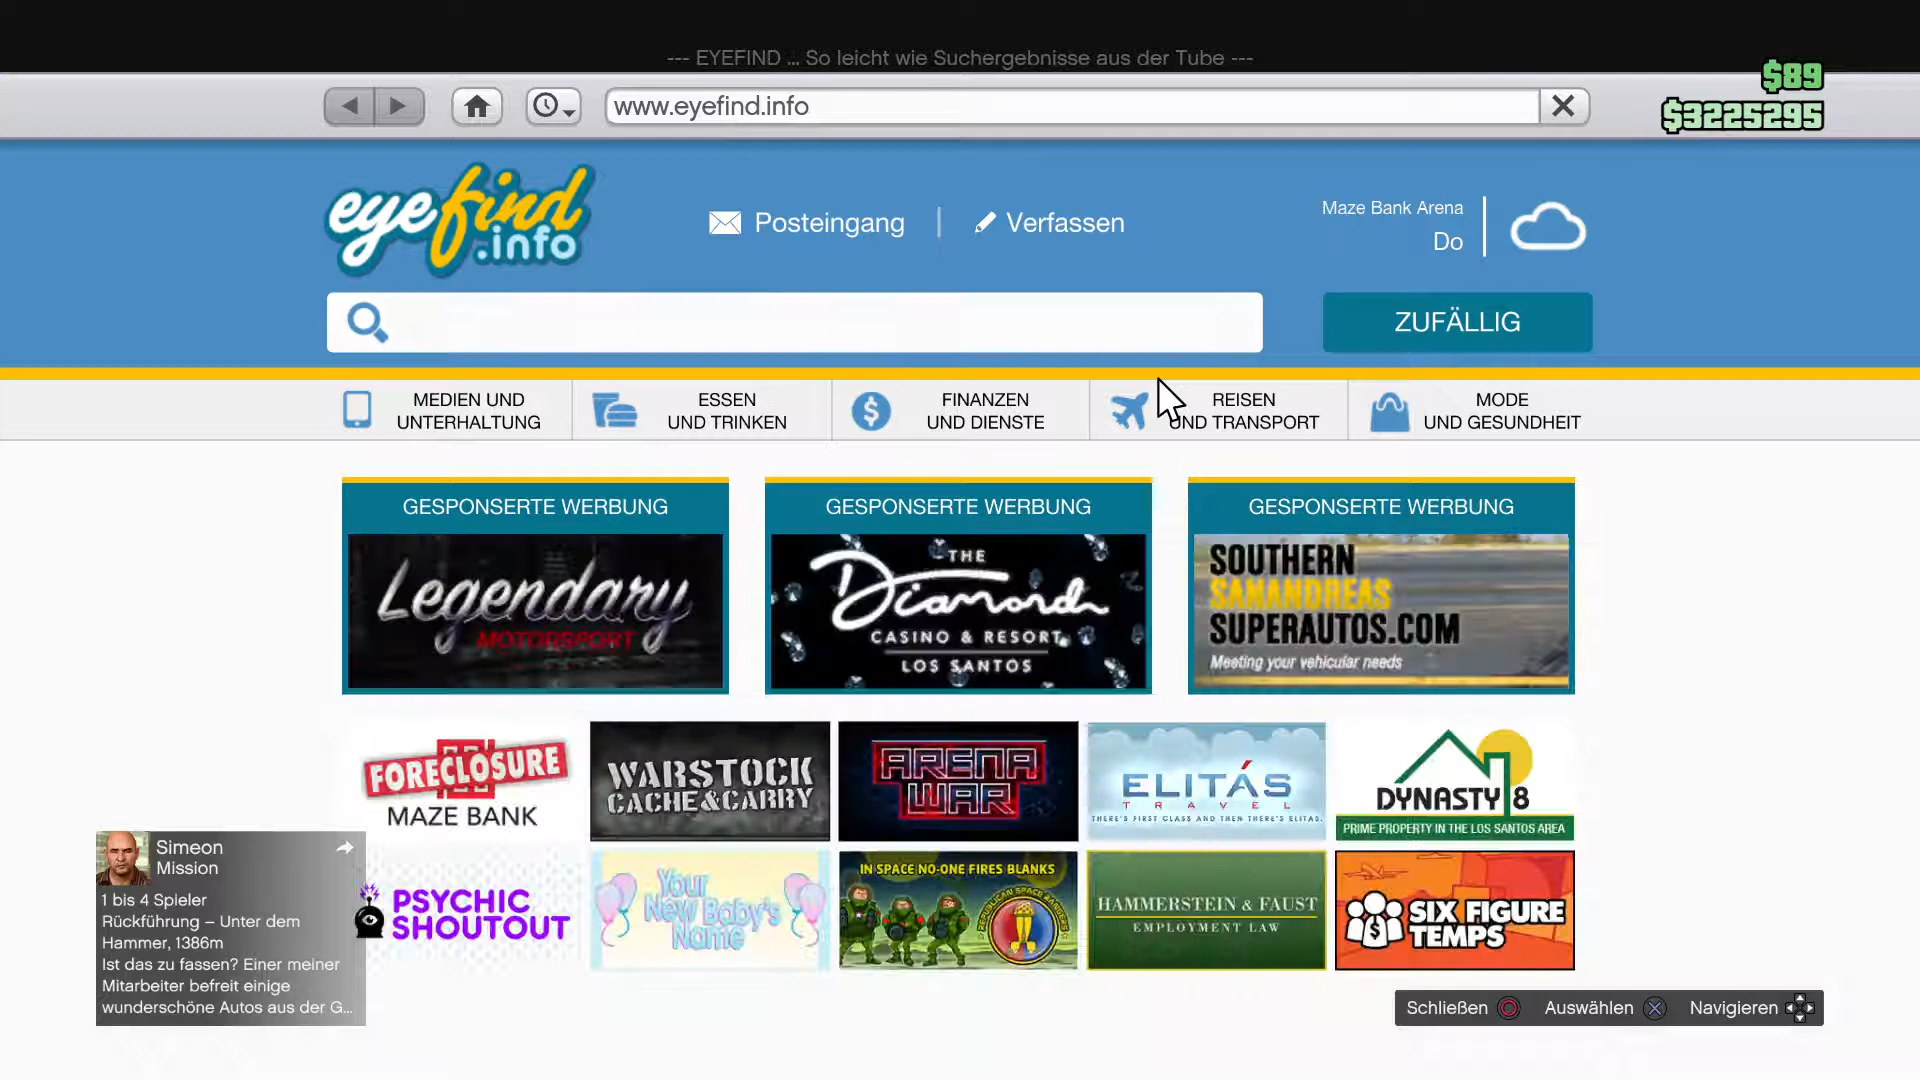 --- EYEFIND ... So leicht wie Suchergebnisse aus der Tube ---
$89
www.eyefind.info
$3225295
eyefind
.info
Posteingang
Verfassen
Maze Bank Arena
Do
ZUFÄLLIG
MEDIEN UND
UNTERHALTUNG
ESSEN
UND TRINKEN
FINANZEN
UND DIENSTE
REISEN
UND TRANSPORT
MODE
UND GESUNDHEIT
GESPONSERTE WERBUNG
Legendary
MOTORSPORT
GESPONSERTE WERBUNG
THE
Diamond
CASINO & RESORT
LOS SANTOS
GESPONSERTE WERBUNG
SOUTHERN
SANANDREAS
SUPERAUTOS.COM
Meeting your vehicular needs
FORECLOSURE
MAZE BANK
WARSTOCK
CACHE&CARRY
ARENA
WAR
ELITÁS
TRAVEL
THERE'S FIRST CLASS AND THEN THERE'S ELITAS.
DYNASTY 8
PRIME PROPERTY IN THE LOS SANTOS AREA
PSYCHIC
SHOUTOUT
Your
New Baby's
Name
IN SPACE NO-ONE FIRES BLANKS
REPUBLICAN SPACE RANGERS
HAMMERSTEIN & FAUST
EMPLOYMENT LAW
SIX FIGURE
TEMPS
Simeon
Mission
1 bis 4 Spieler
Rückführung – Unter dem
Hammer, 1386m
Ist das zu fassen? Einer meiner
Mitarbeiter befreit einige
wunderschöne Autos aus der G...
Schließen
Auswählen
Navigieren